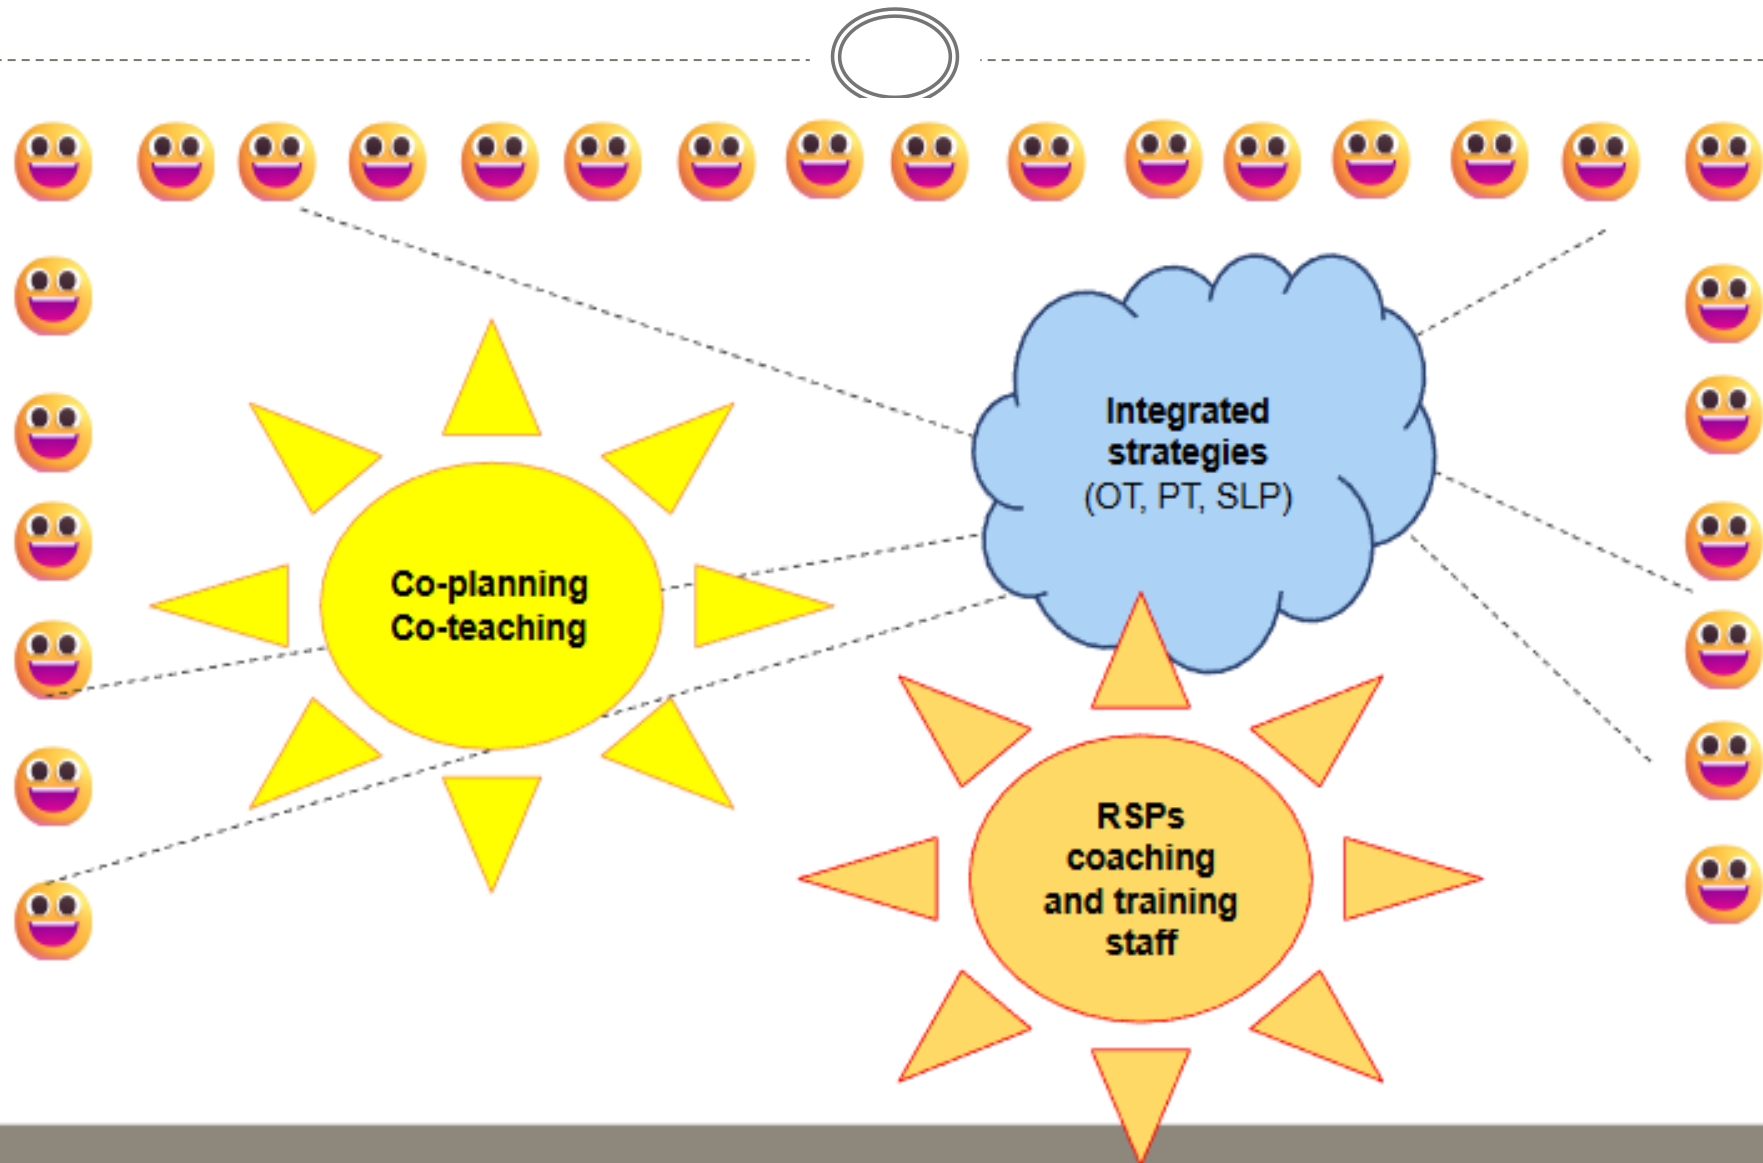 Integrated
strategies
(OT, PT, SLP)
Co-planning
Co-teaching
RSPs
coaching
and training
staff